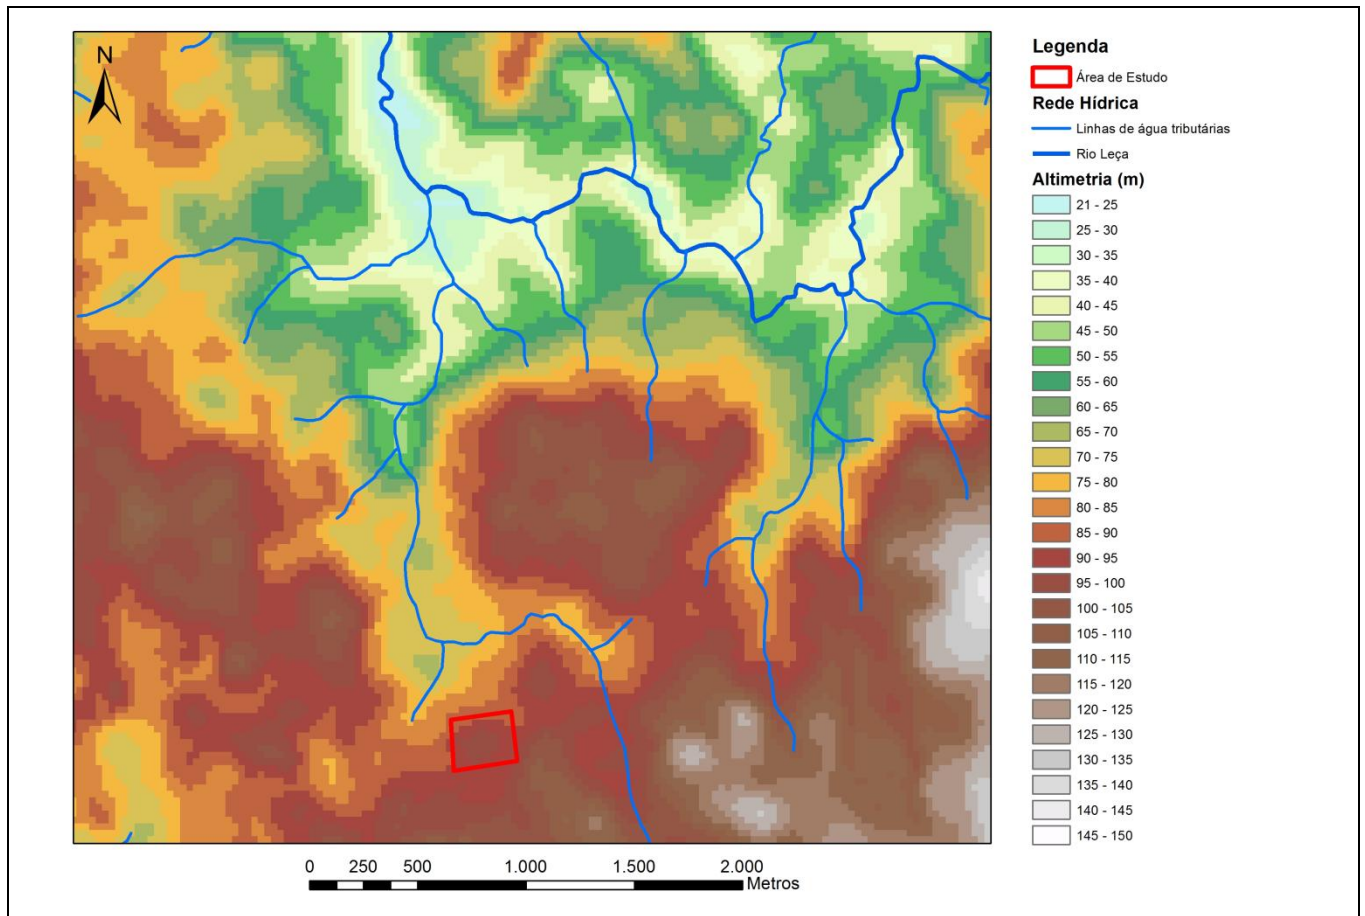 N
Legenda
Área de Estudo
Rede Hídrica
Linhas de água tributárias
Rio Leça
Altimetria (m)
21 - 25
25 - 30
30 - 35
35 - 40
40 - 45
45 - 50
50 - 55
55 - 60
60 - 65
65 - 70
70 - 75
75 - 80
80 - 85
85 - 90
90 - 95
95 - 100
100 - 105
105 - 110
110 - 115
115 - 120
120 - 125
125 - 130
130 - 135
135 - 140
140 - 145
145 - 150
0 250 500 1.000 1.500 2.000
Metros